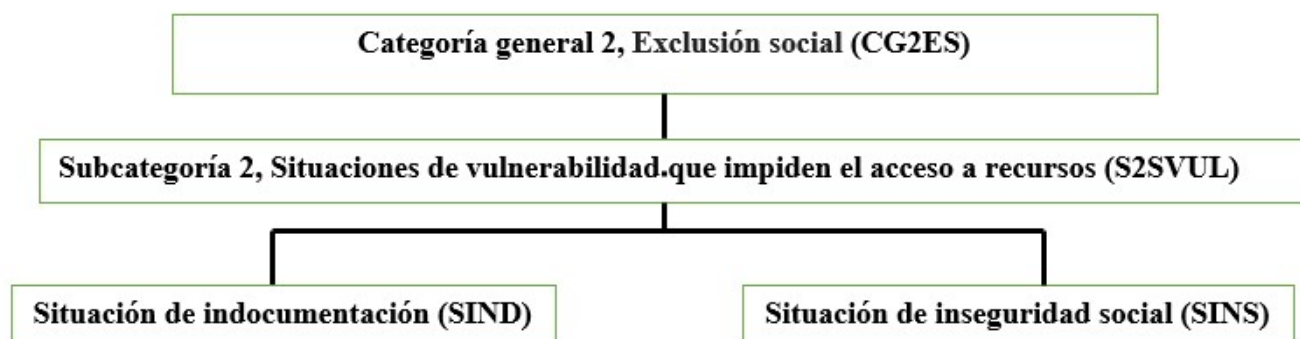 Categoría general 2, Exclusión social (CG2ES)
Subcategoría 2, Situaciones de vulnerabilidad.que impiden el acceso a recursos (S2SVUL)
Situación de indocumentación (SIND)
Situación de inseguridad social (SINS)